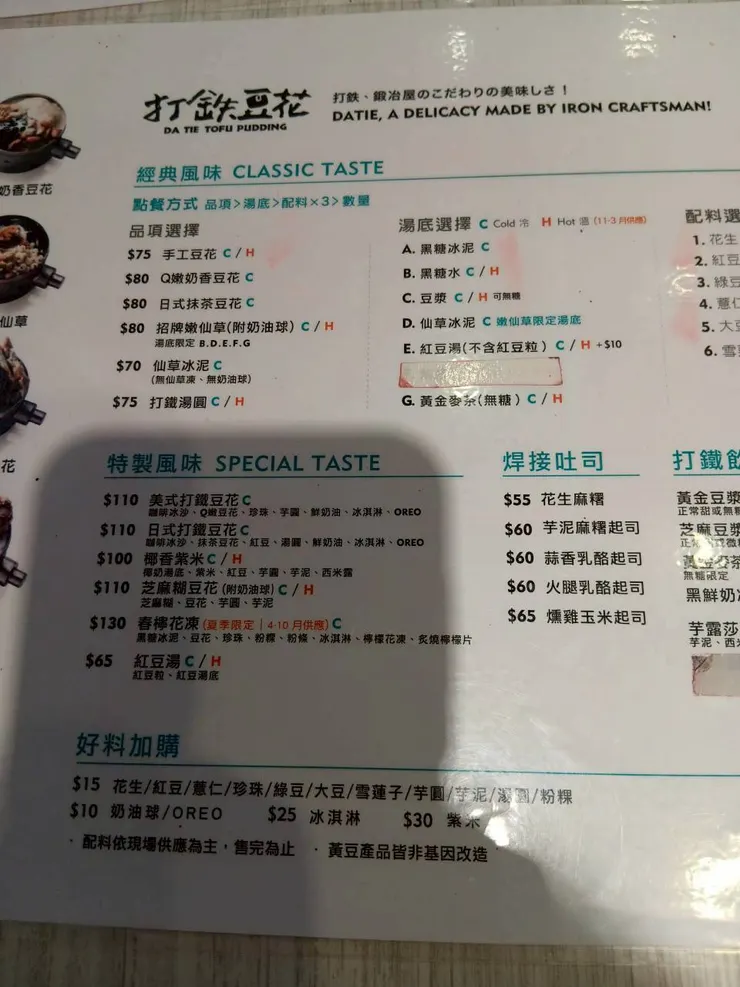 打鉄豆花
DA TIE TOFU PUDDING
打鉄、鍛冶屋のこだわりの美味しさ！
DATIE, A DELICACY MADE BY IRON CRAFTSMAN!
奶香豆花
仙草
花
經典風味 CLASSIC TASTE
點餐方式 品項>湯底>配料×3>數量
品項選擇
$75 手工豆花 C / H
$80 Q嫩奶香豆花 C
$80 日式抹茶豆花 C
$80 招牌嫩仙草(附奶油球) C / H
湯底限定 B.D.E.F.G
$70 仙草冰泥 C
(無仙草凍、無奶油球)
$75 打鐵湯圓 C / H
湯底選擇 C Cold 冷 H Hot 溫 (11-3 月供應)
A. 黑糖冰泥 C
B. 黑糖水 C / H
C. 豆漿 C / H 可無糖
D. 仙草冰泥 C 嫩仙草限定湯底
E. 紅豆湯(不含紅豆粒) C / H +$10
G. 黃金麥茶(無糖) C / H
配料選
1. 花生
2. 紅豆
3. 綠豆
4. 薏仁
5. 大豆
6. 雪
特製風味 SPECIAL TASTE
$110 美式打鐵豆花 C
咖啡冰沙、Q嫩豆花、珍珠、芋圓、鮮奶油、冰淇淋、OREO
$110 日式打鐵豆花 C
咖啡冰沙、抹茶豆花、紅豆、湯圓、鮮奶油、冰淇淋、OREO
$100 椰香紫米 C / H
椰奶湯底、紫米、紅豆、芋圓、芋泥、西米露
$110 芝麻糊豆花 (附奶油球) C / H
芝麻糊、豆花、芋圓、芋泥
$130 春檸花凍 (夏季限定｜4-10 月供應) C
黑糖冰泥、豆花、珍珠、粉粿、粉條、冰淇淋、檸檬花凍、炙燒檸檬片
$65 紅豆湯 C / H
紅豆粒、紅豆湯底
焊接吐司
$55 花生麻糬
$60 芋泥麻糬起司
$60 蒜香乳酪起司
$60 火腿乳酪起司
$65 燻雞玉米起司
打鐵飲
黃金豆漿
正常甜或無糖
芝麻豆漿
黃金麥茶
無糖限定
黑鮮奶
芋露莎
芋泥、西米
好料加購
$15 花生/紅豆/薏仁/珍珠/綠豆/大豆/雪蓮子/芋圓/芋泥/湯圓/粉粿
$10 奶油球/OREO $25 冰淇淋 $30 紫米
· 配料依現場供應為主，售完為止 · 黃豆產品皆非基因改造